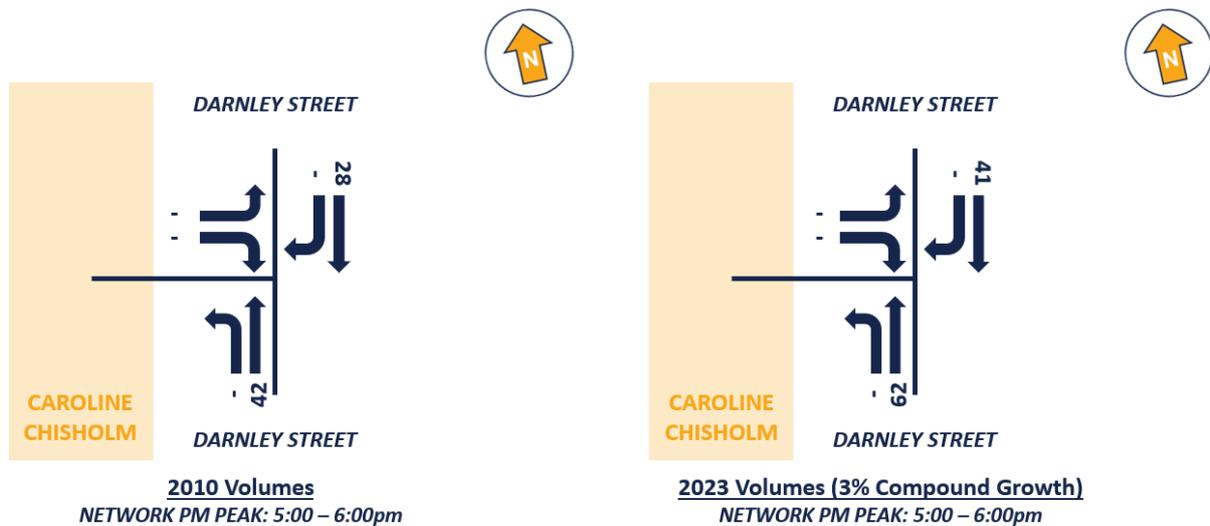 N
DARNLEY STREET
-
28
-
-
-
42
CAROLINE
CHISHOLM
DARNLEY STREET
2010 Volumes
NETWORK PM PEAK: 5:00 – 6:00pm
N
DARNLEY STREET
-
41
-
-
-
62
CAROLINE
CHISHOLM
DARNLEY STREET
2023 Volumes (3% Compound Growth)
NETWORK PM PEAK: 5:00 – 6:00pm